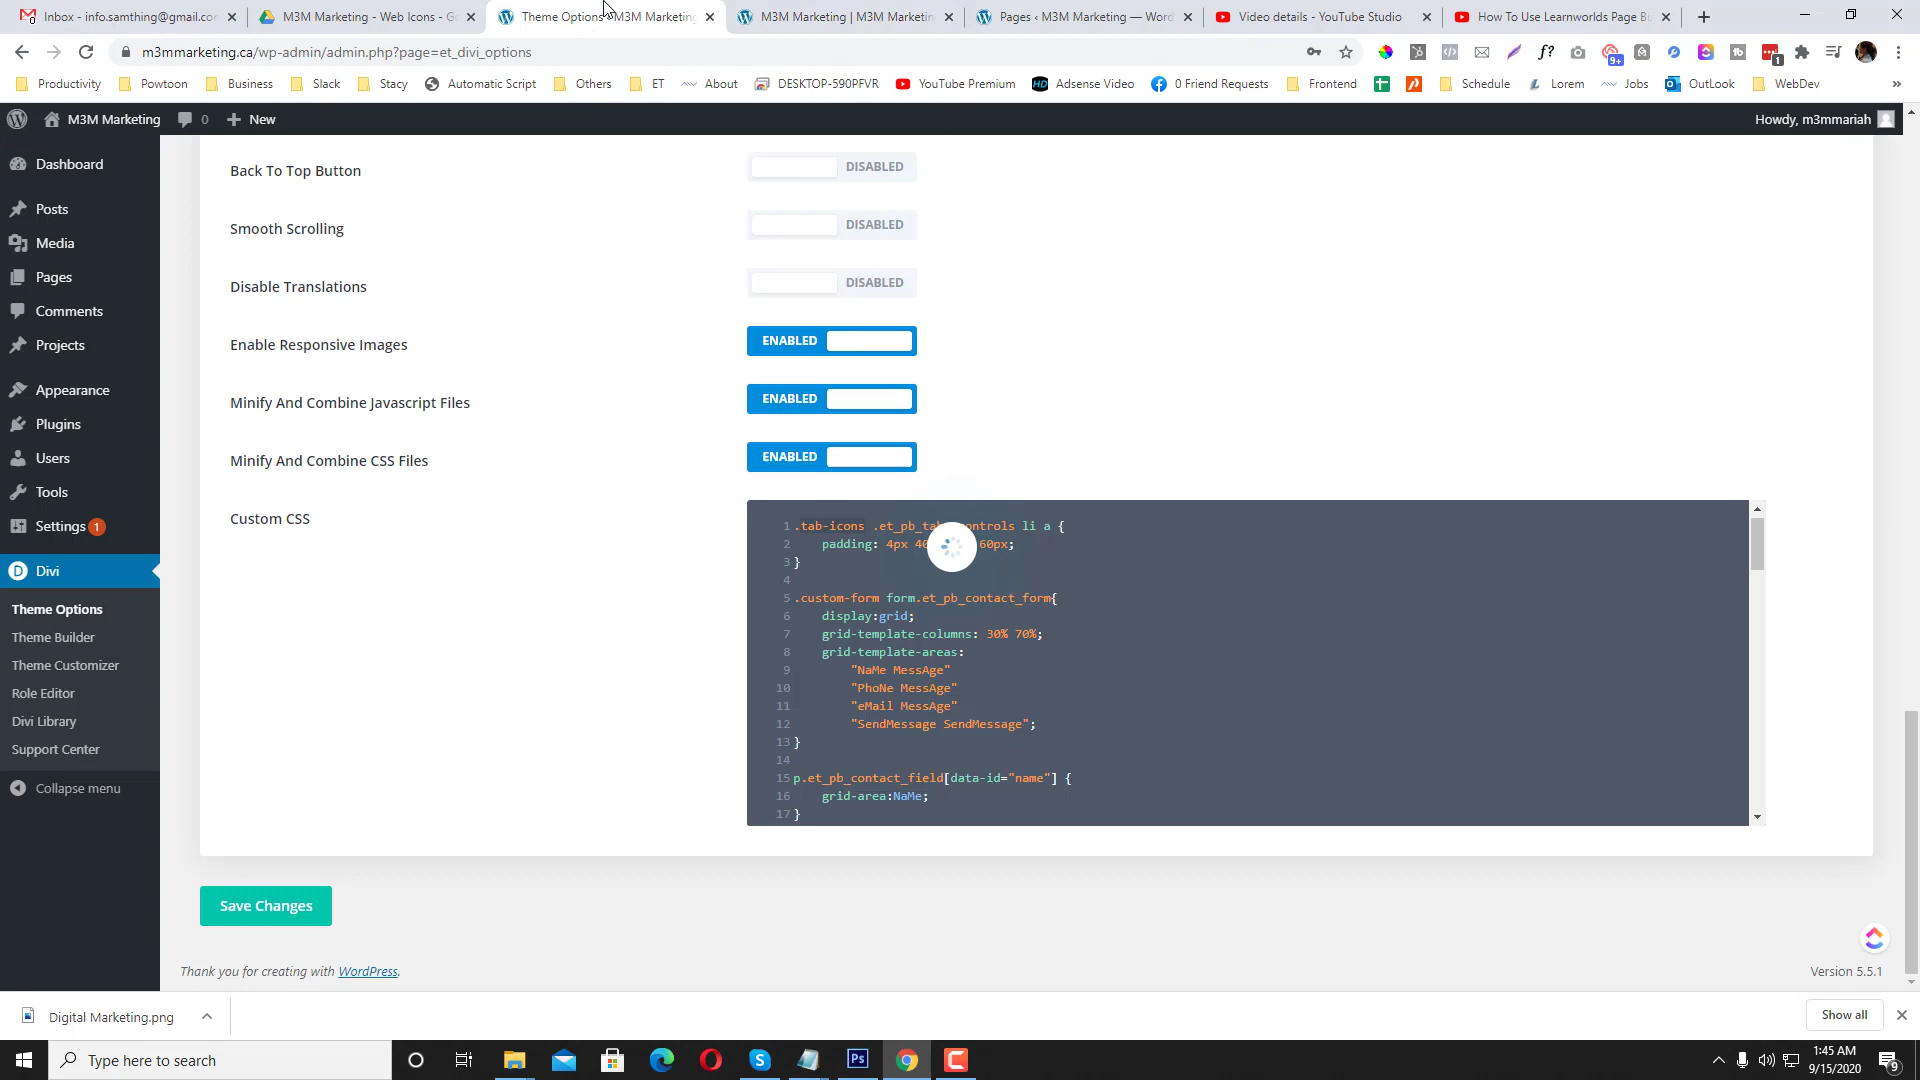 Inbox - info.samthing@gmail.cor
M3M Marketing - Web Icons - Go
Theme Options M3M Marketing
M3M Marketing | M3M Marketin
Pages ‹ M3M Marketing — Word
Video details - YouTube Studio
How To Use Learnworlds Page Bu
m3mmarketing.ca/wp-admin/admin.php?page=et_divi_options
Productivity
Powtoon
Business
Slack
Stacy
Automatic Script
Others
ET
About
DESKTOP-590PFVR
YouTube Premium
Adsense Video
0 Friend Requests
Frontend
Schedule
Lorem
Jobs
OutLook
WebDev
M3M Marketing
0
New
Howdy, m3mmariah
Dashboard
Posts
Media
Pages
Comments
Projects
Appearance
Plugins
Users
Tools
Settings 1
Divi
Theme Options
Theme Builder
Theme Customizer
Role Editor
Divi Library
Support Center
Collapse menu
Back To Top Button
DISABLED
Smooth Scrolling
DISABLED
Disable Translations
DISABLED
Enable Responsive Images
ENABLED
Minify And Combine Javascript Files
ENABLED
Minify And Combine CSS Files
ENABLED
Custom CSS
1 .tab-icons .et_pb_ta ontrols li a {
2 padding: 4px 40 60px;
3 }
4
5 .custom-form form.et_pb_contact_form{
6 display:grid;
7 grid-template-columns: 30% 70%;
8 grid-template-areas:
9 "NaMe MessAge"
10 "PhoNe MessAge"
11 "eMail MessAge"
12 "SendMessage SendMessage";
13 }
14
15 p.et_pb_contact_field[data-id="name"] {
16 grid-area:NaMe;
17 }
Save Changes
Thank you for creating with WordPress.
Version 5.5.1
Digital Marketing.png
Show all
Type here to search
1:45 AM
9/15/2020
9